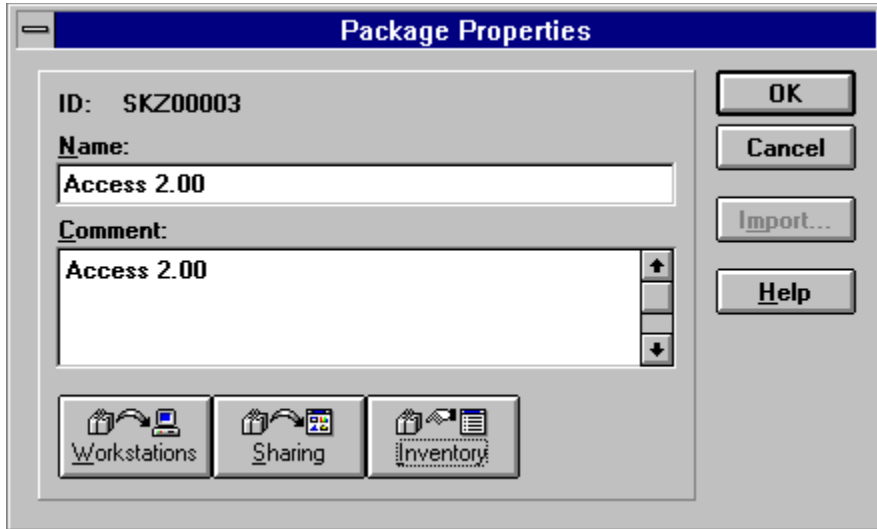 Package Properties
ID: SKZ00003
Name:
Access 2.00
Comment:
Access 2.00
Workstations
Sharing
Inventory
OK
Cancel
Import...
Help